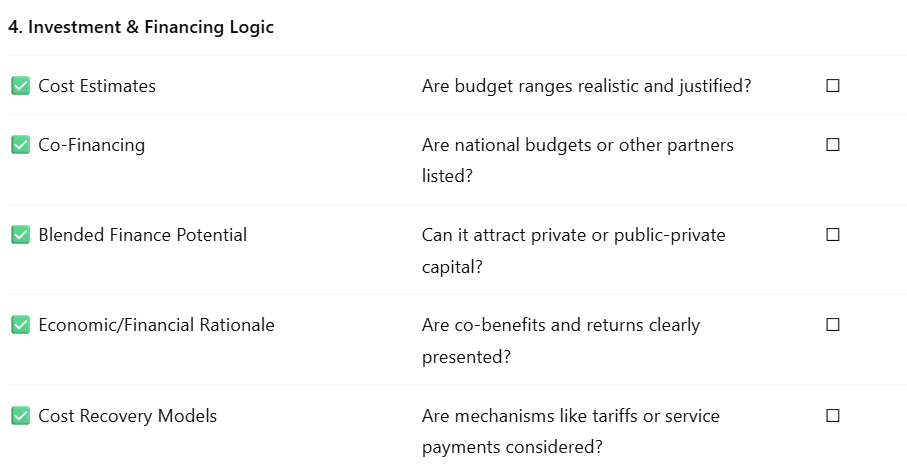 4. Investment & Financing Logic
✅ Cost Estimates Are budget ranges realistic and justified? ☐
✅ Co-Financing Are national budgets or other partners
listed? ☐
✅ Blended Finance Potential Can it attract private or public-private
capital? ☐
✅ Economic/Financial Rationale Are co-benefits and returns clearly
presented? ☐
✅ Cost Recovery Models Are mechanisms like tariffs or service
payments considered? ☐